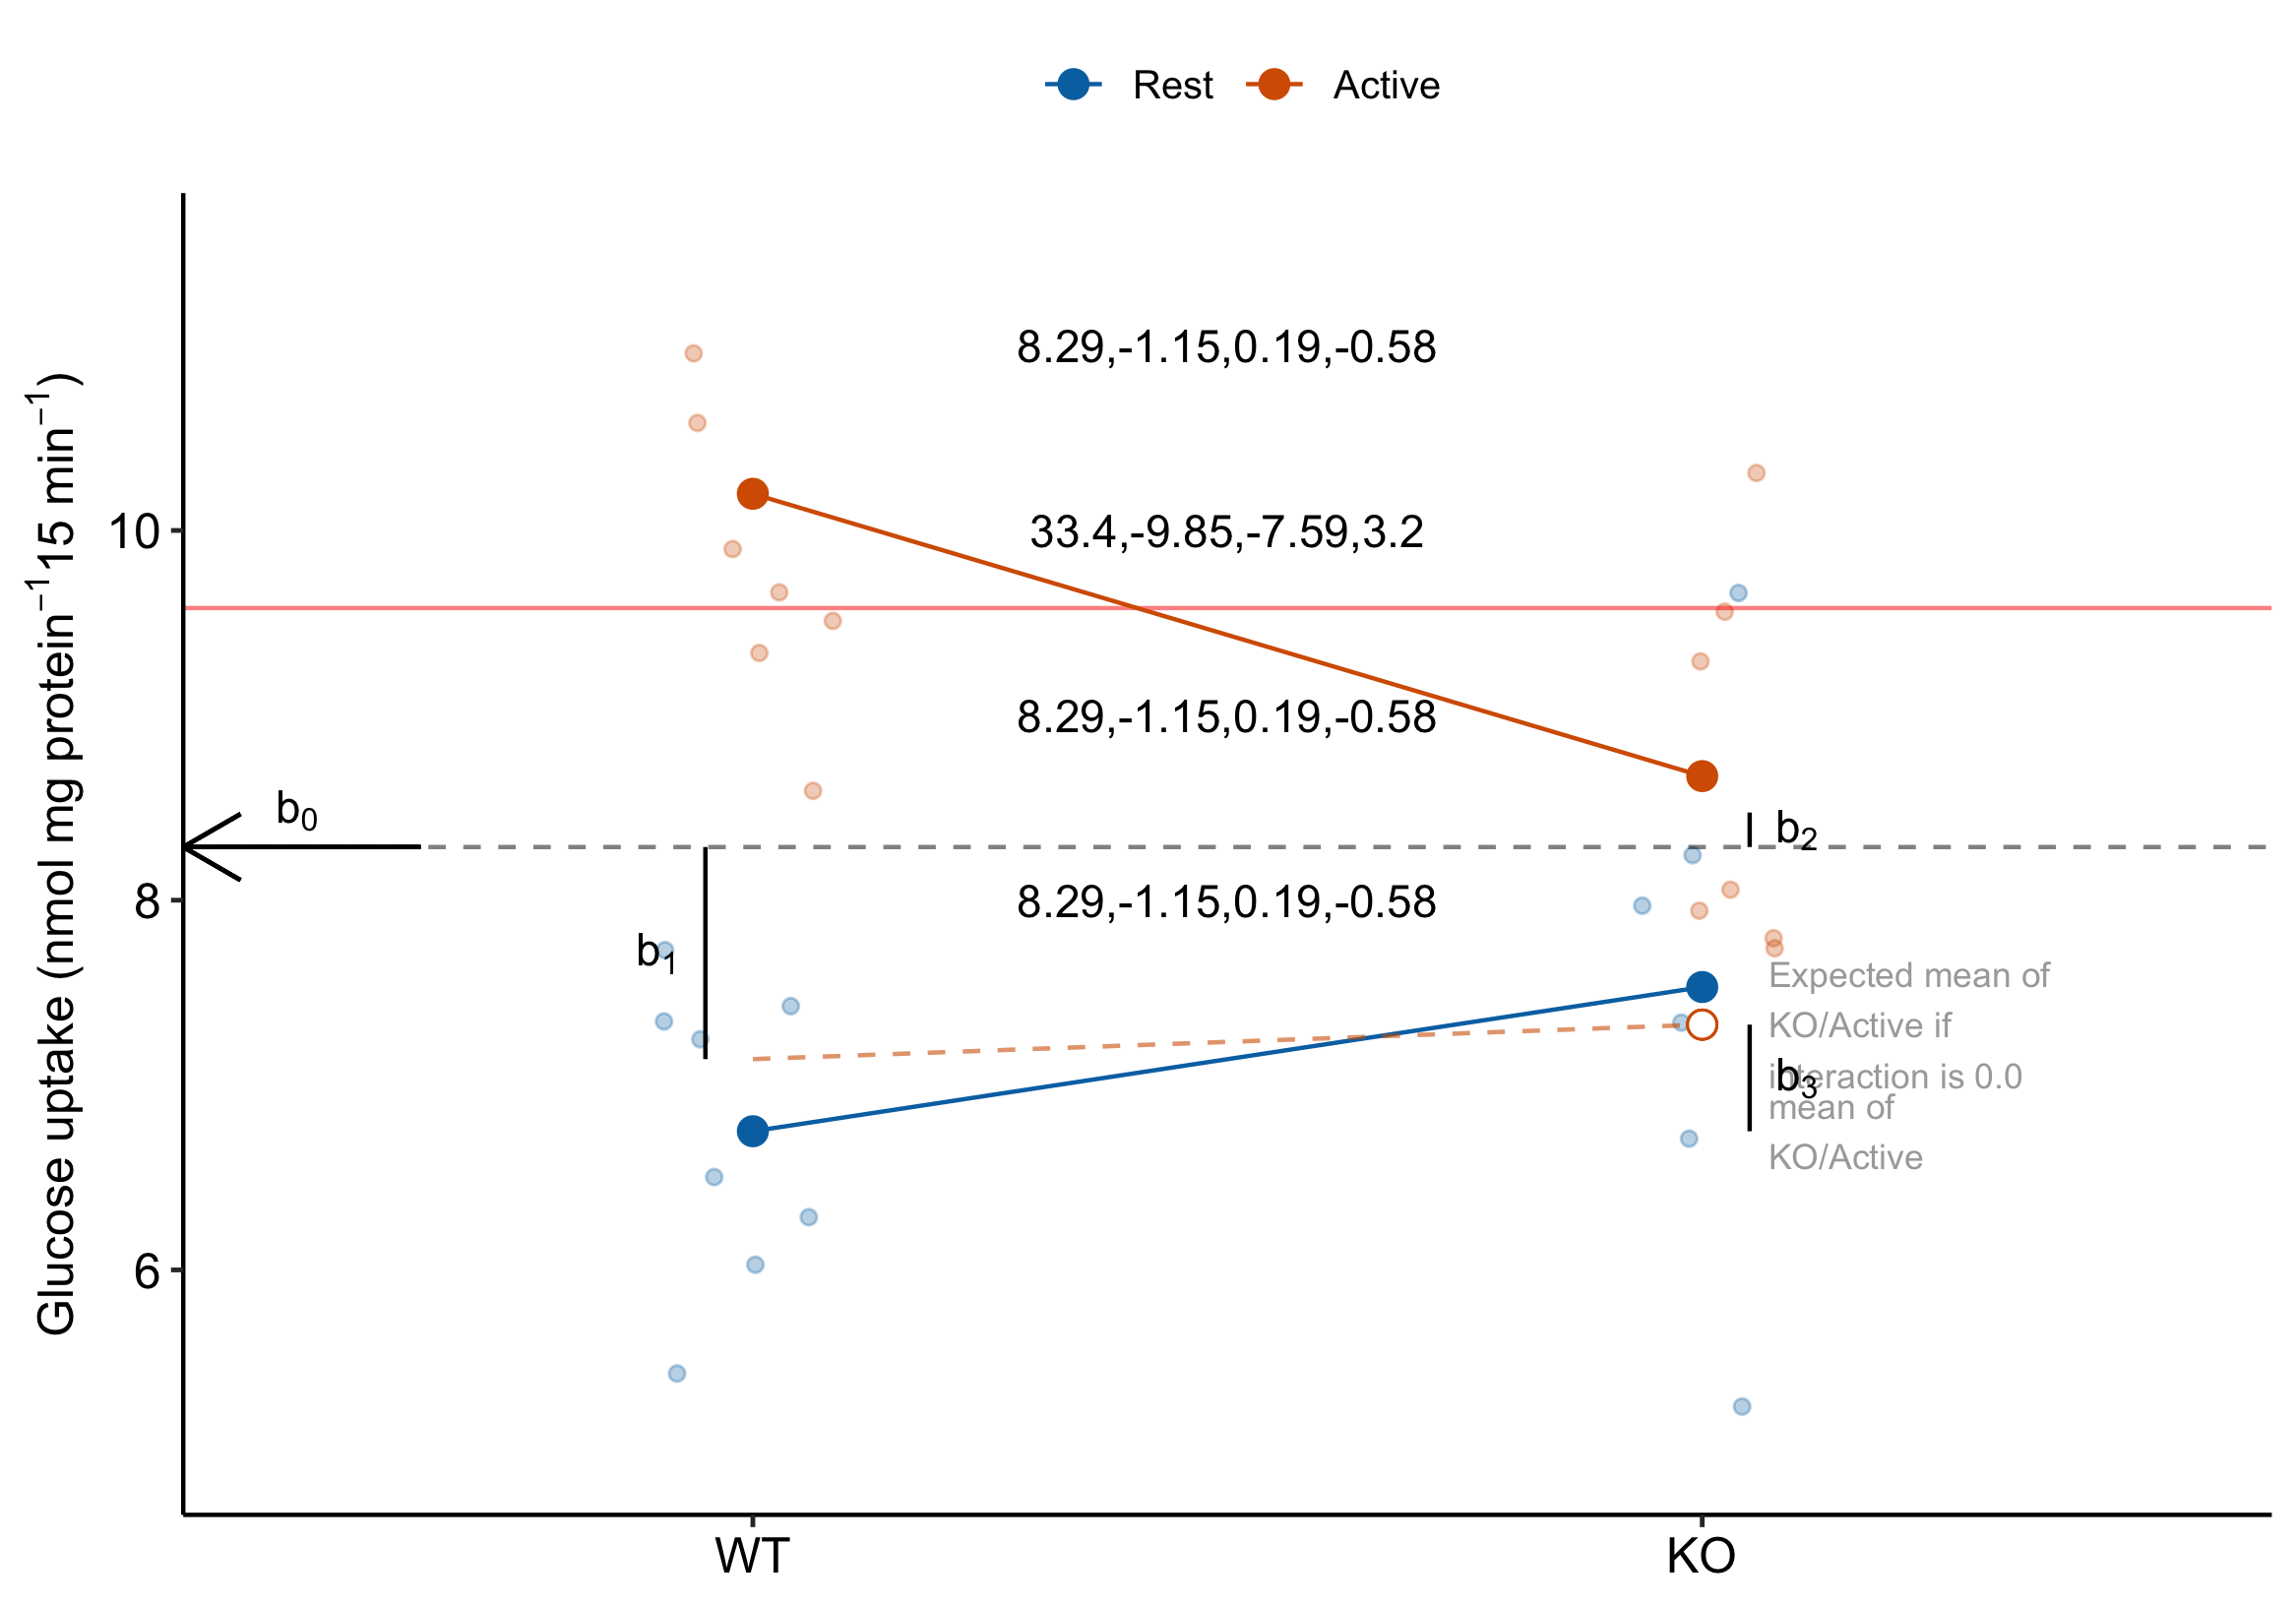 Rest Active
8.29,-1.15,0.19,-0.58
10
33.4,-9.85,-7.59,3.2
8.29,-1.15,0.19,-0.58
b₀
b₂
8
8.29,-1.15,0.19,-0.58
b₁
Expected mean of
KO/Active if
interaction is 0.0
b₃
mean of
KO/Active
6
WT KO
Glucose uptake (nmol mg protein⁻¹15 min⁻¹)